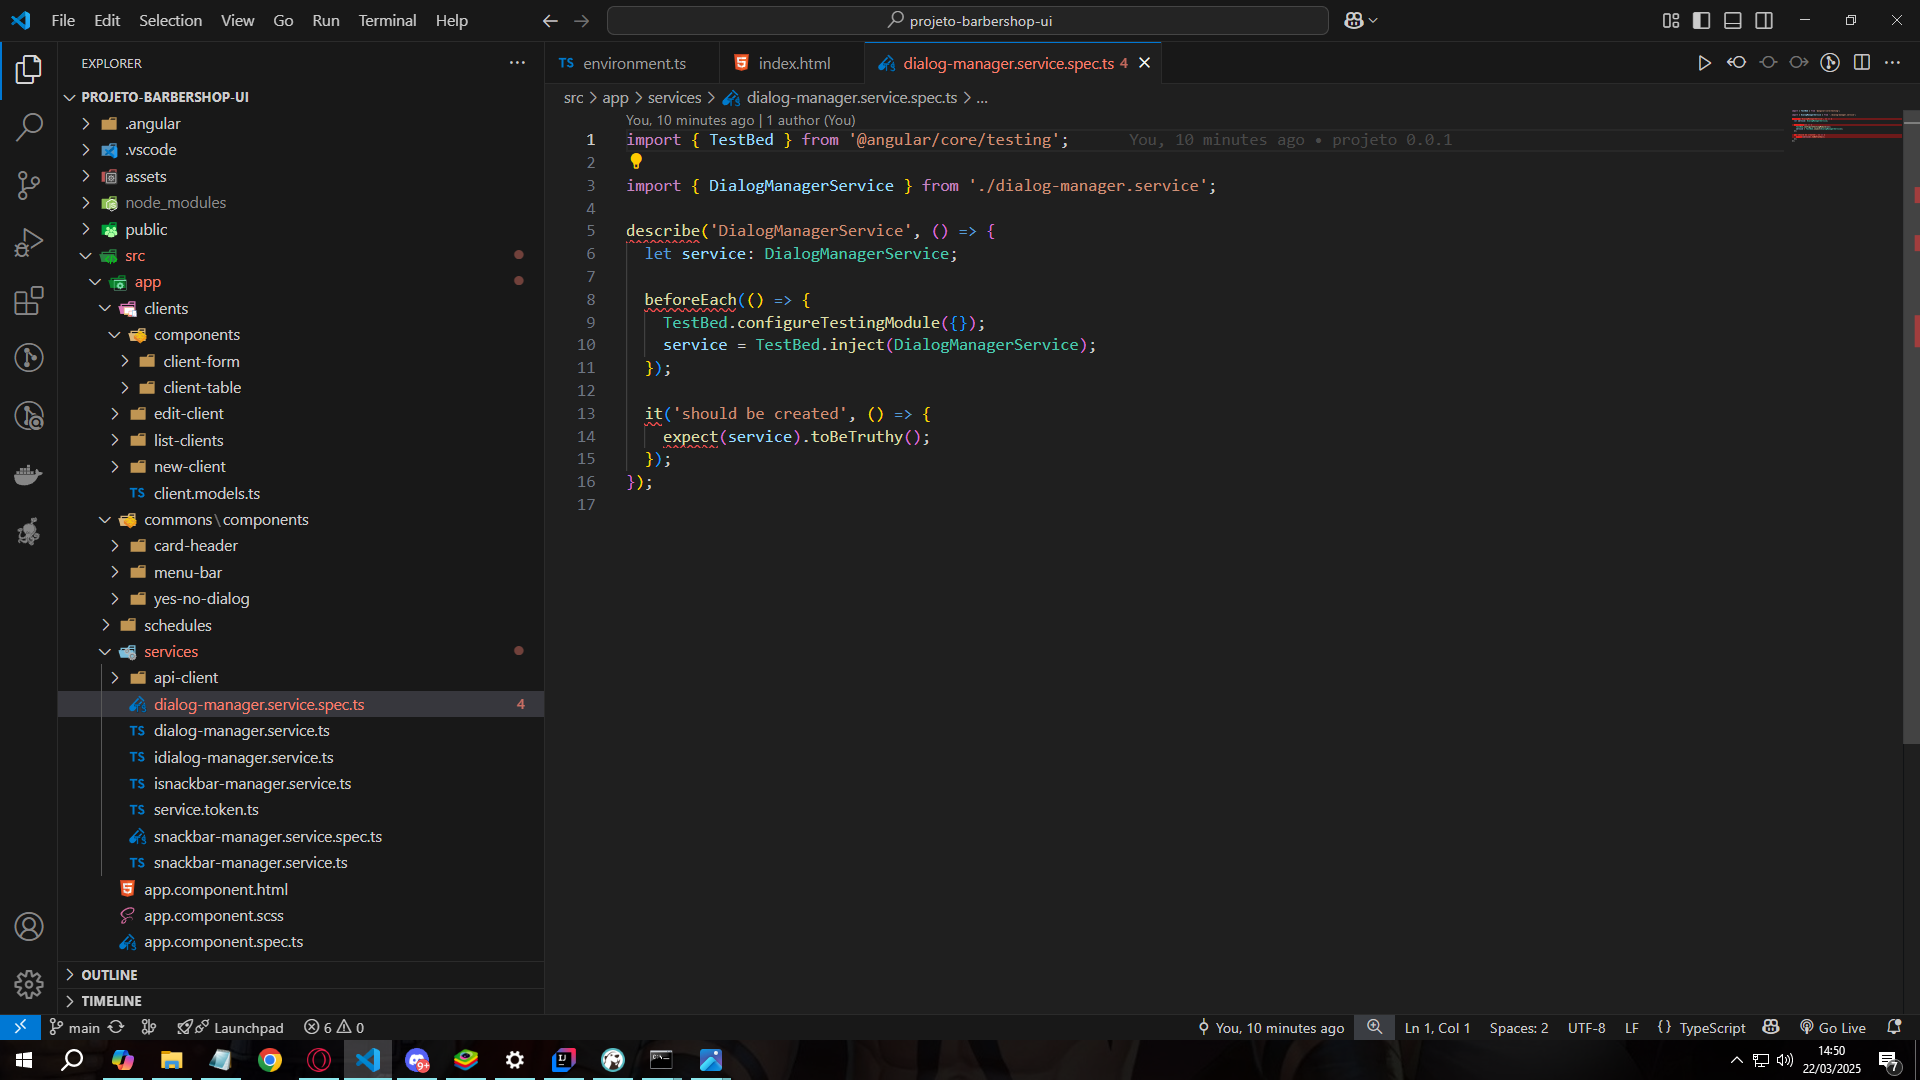 File Edit Selection View Go Run Terminal Help
projeto-barbershop-ui
EXPLORER
PROJETO-BARBERSHOP-UI
.angular
.vscode
assets
node_modules
public
src
app
clients
components
client-form
client-table
edit-client
list-clients
new-client
TS client.models.ts
commons\components
card-header
menu-bar
yes-no-dialog
schedules
services
api-client
dialog-manager.service.spec.ts 4
TS dialog-manager.service.ts
TS idialog-manager.service.ts
TS isnackbar-manager.service.ts
TS service.token.ts
snackbar-manager.service.spec.ts
TS snackbar-manager.service.ts
app.component.html
app.component.scss
app.component.spec.ts
OUTLINE
TIMELINE
TS environment.ts
index.html
dialog-manager.service.spec.ts 4
src > app > services > dialog-manager.service.spec.ts > ...
You, 10 minutes ago | 1 author (You)
1 import { TestBed } from '@angular/core/testing'; You, 10 minutes ago • projeto 0.0.1
2
3 import { DialogManagerService } from './dialog-manager.service';
4
5 describe('DialogManagerService', () => {
6 let service: DialogManagerService;
7
8 beforeEach(() => {
9 TestBed.configureTestingModule({});
10 service = TestBed.inject(DialogManagerService);
11 });
12
13 it('should be created', () => {
14 expect(service).toBeTruthy();
15 });
16 });
17
main Launchpad 6 0 You, 10 minutes ago Ln 1, Col 1 Spaces: 2 UTF-8 LF {} TypeScript Go Live
9+
IJ
14:50
22/03/2025
7